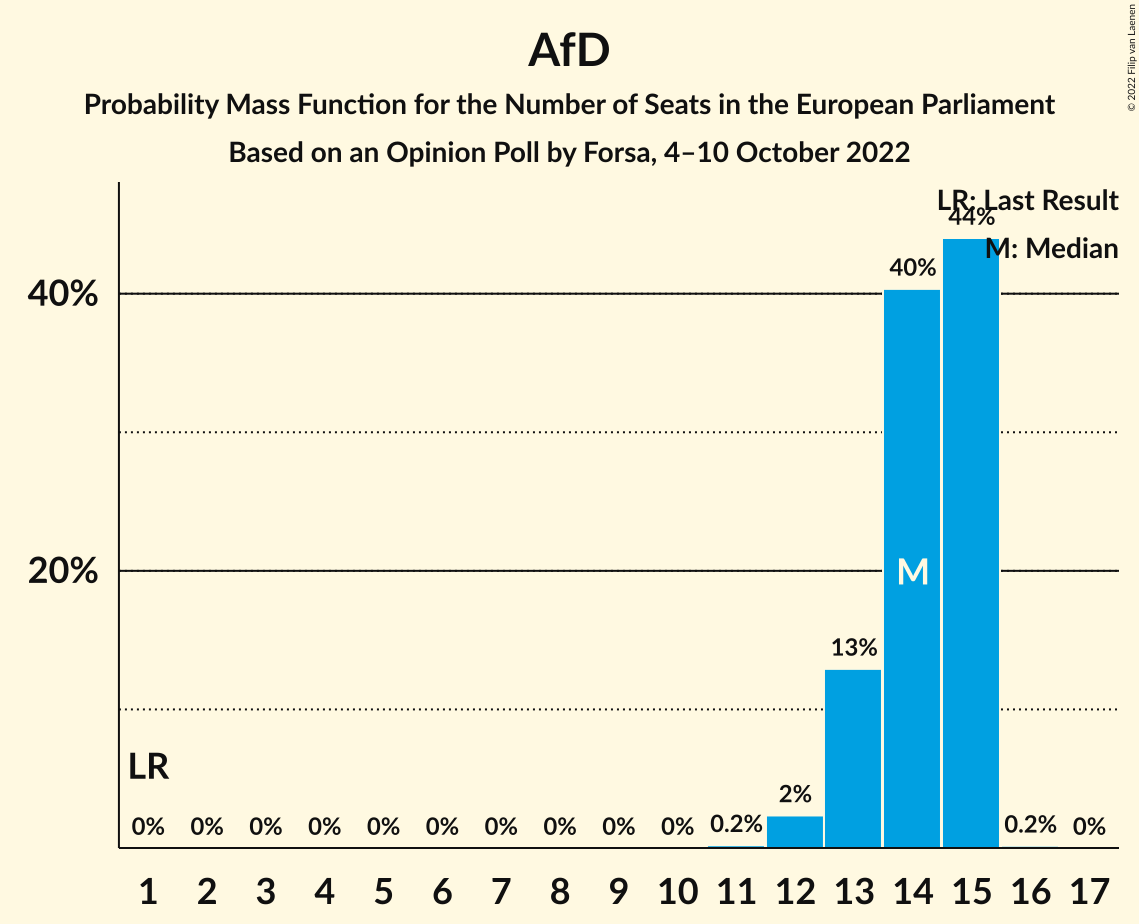 AfD
Probability Mass Function for the Number of Seats in the European Parliament
Based on an Opinion Poll by Forsa, 4–10 October 2022
© 2022 Filip van Laenen
LR: Last Result
M: Median
44%
40%
40%
20%
M
13%
LR
2%
0% 0% 0% 0% 0% 0% 0% 0% 0% 0% 0.2% 0.2% 0%
1 2 3 4 5 6 7 8 9 10 11 12 13 14 15 16 17